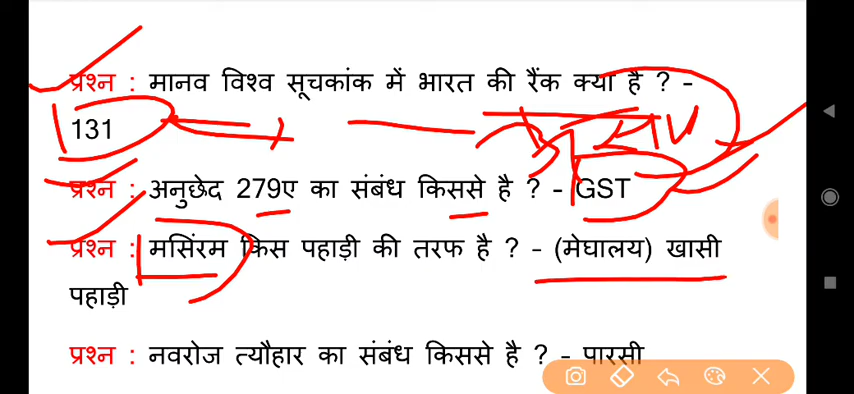 प्रश्न : मानव विश्व सूचकांक में भारत की रैंक क्या है ? -
131
प्रश्न : अनुछेद 279ए का संबंध किससे है ? - GST
प्रश्न : मसिंरम किस पहाड़ी की तरफ है ? - (मेघालय) खासी
पहाड़ी
प्रश्न : नवरोज त्यौहार का संबंध किससे है ? - पारसी